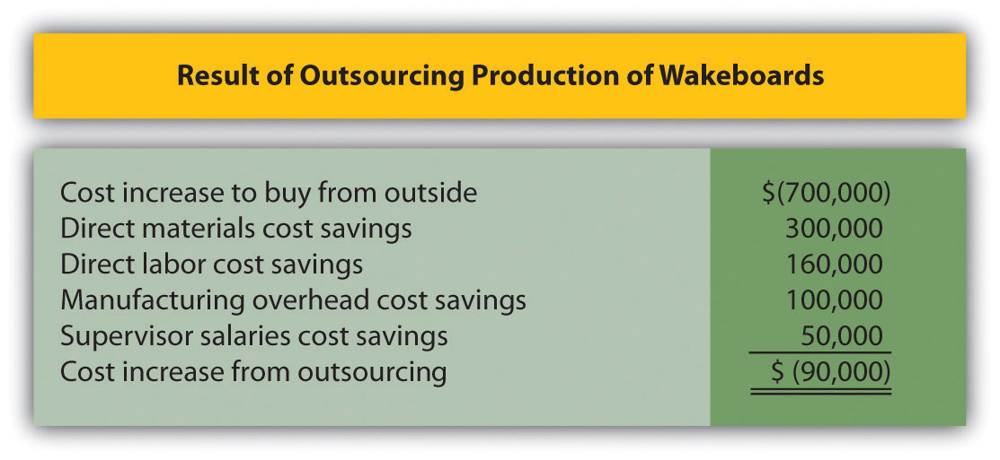 Result of Outsourcing Production of Wakeboards
Cost increase to buy from outside $(700,000)
Direct materials cost savings 300,000
Direct labor cost savings 160,000
Manufacturing overhead cost savings 100,000
Supervisor salaries cost savings 50,000
Cost increase from outsourcing $ (90,000)